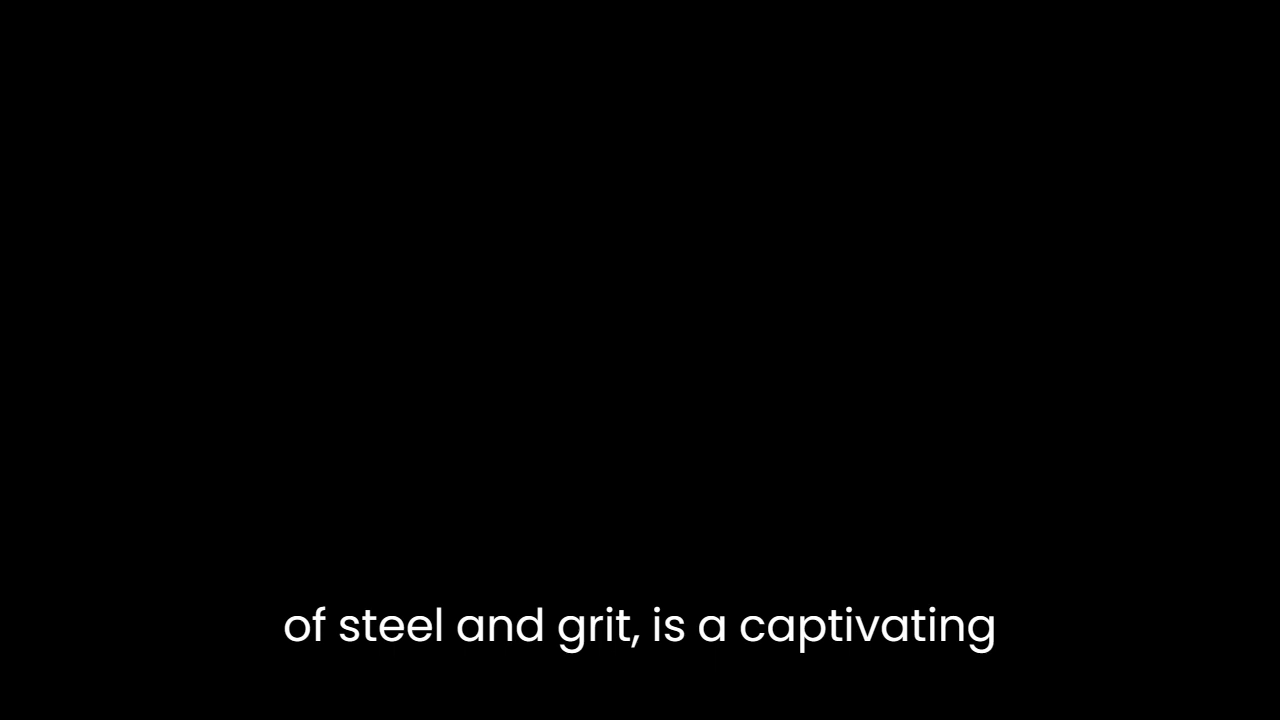 of steel and grit, is a captivating